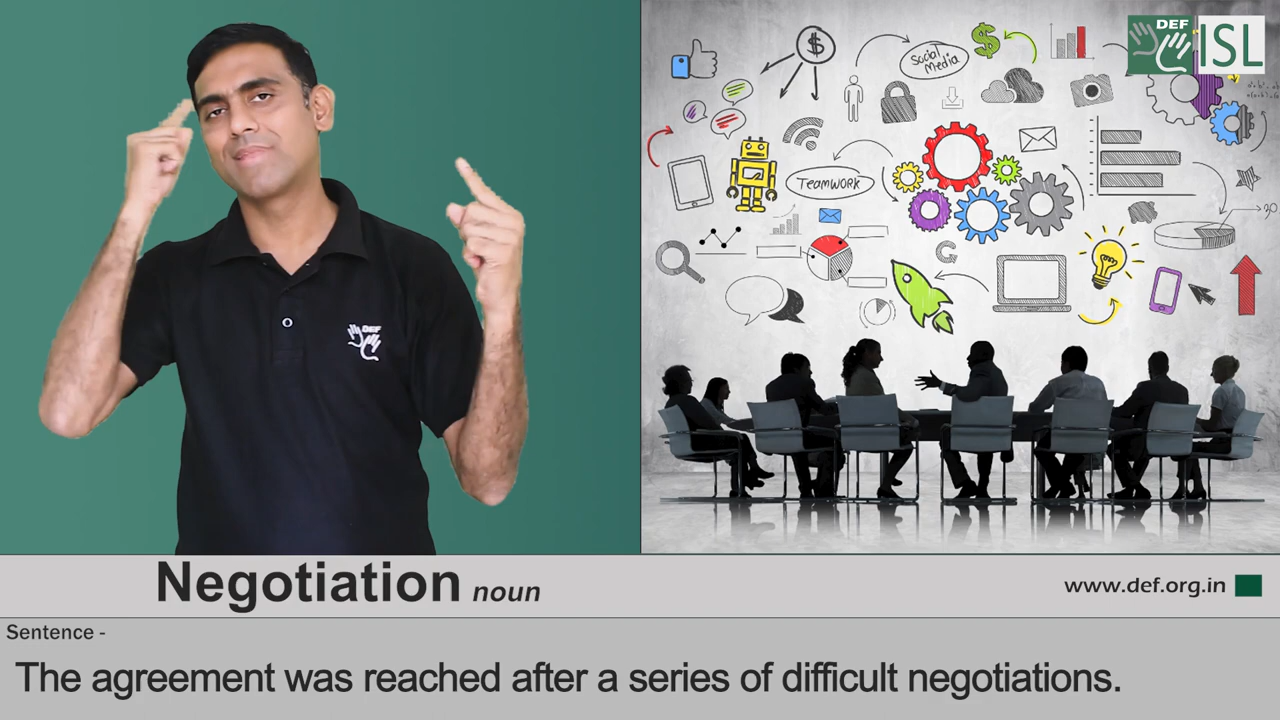 DEF
ISL
$
Social
media
$
TeamWork
DEF
Negotiation noun
www.def.org.in
Sentence -
The agreement was reached after a series of difficult negotiations.